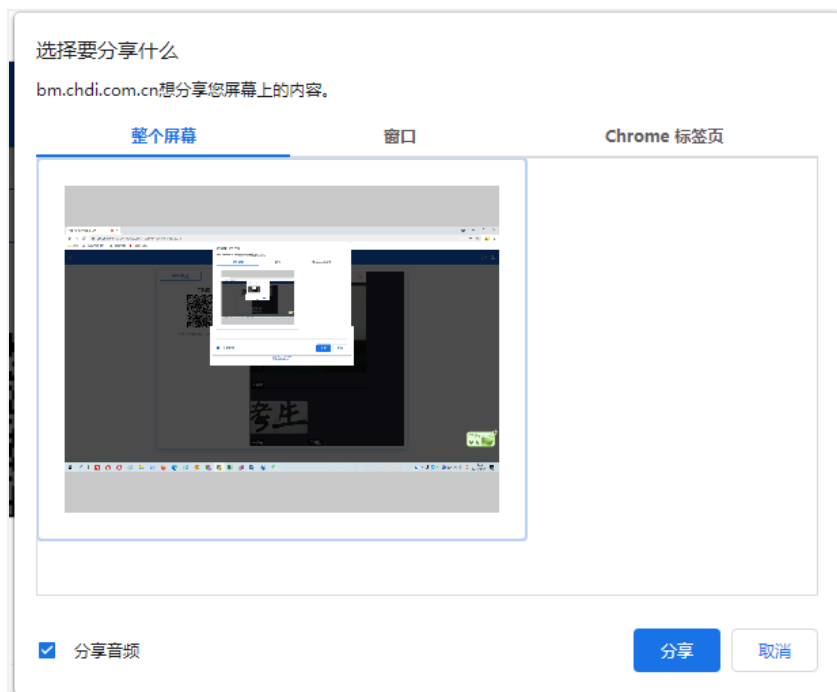 选择要分享什么
bm.chdi.com.cn想分享您屏幕上的内容。
整个屏幕
窗口
Chrome 标签页
考生
分享音频
分享
取消